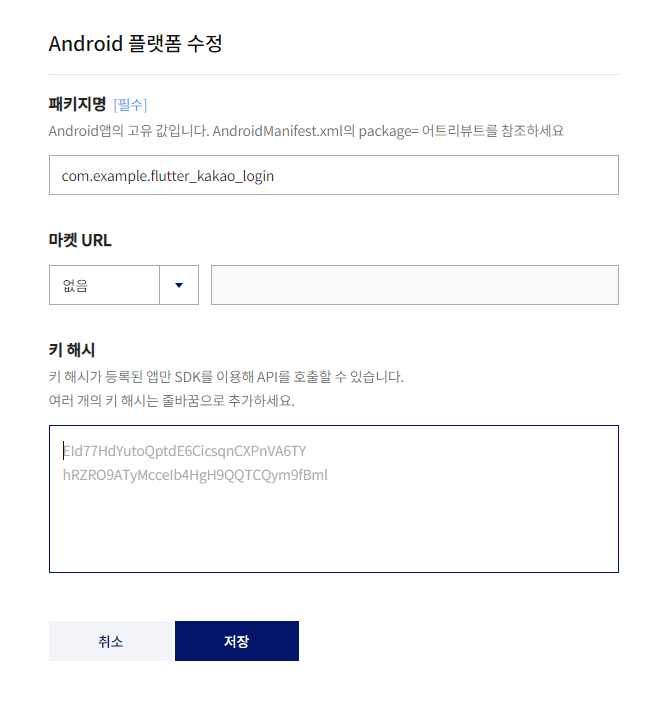 Android 플랫폼 수정
패키지명 [필수]
Android앱의 고유 값입니다. AndroidManifest.xml의 package= 어트리뷰트를 참조하세요
com.example.flutter_kakao_login
마켓 URL
없음
키 해시
키 해시가 등록된 앱만 SDK를 이용해 API를 호출할 수 있습니다.
여러 개의 키 해시는 줄바꿈으로 추가하세요.
EId77HdYutoQptdE6CicsqnCXPnVA6TY
hRZRO9ATyMcceIb4HgH9QQTCQym9fBmI
취소 저장